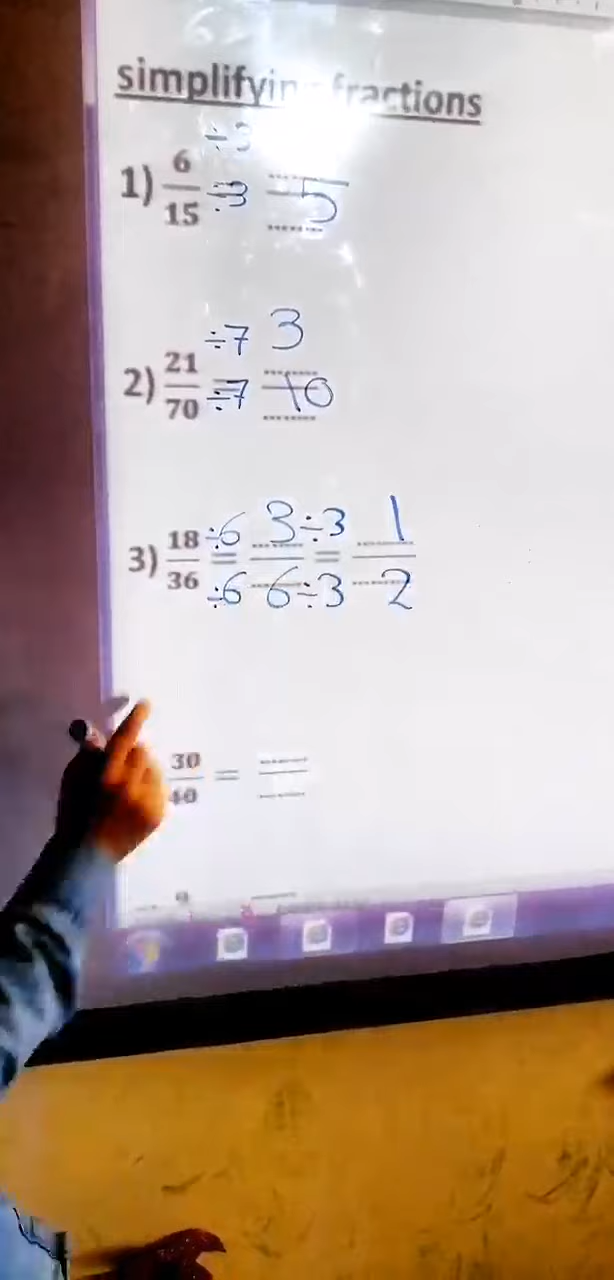 simplifying fractions
÷3
1) 6/15 ÷3 5
÷7 3
2) 21/70 = ÷7 10
3) 18/36 ÷6 = ÷6 3/6 ÷3 = ÷3 1/2
30/40 =